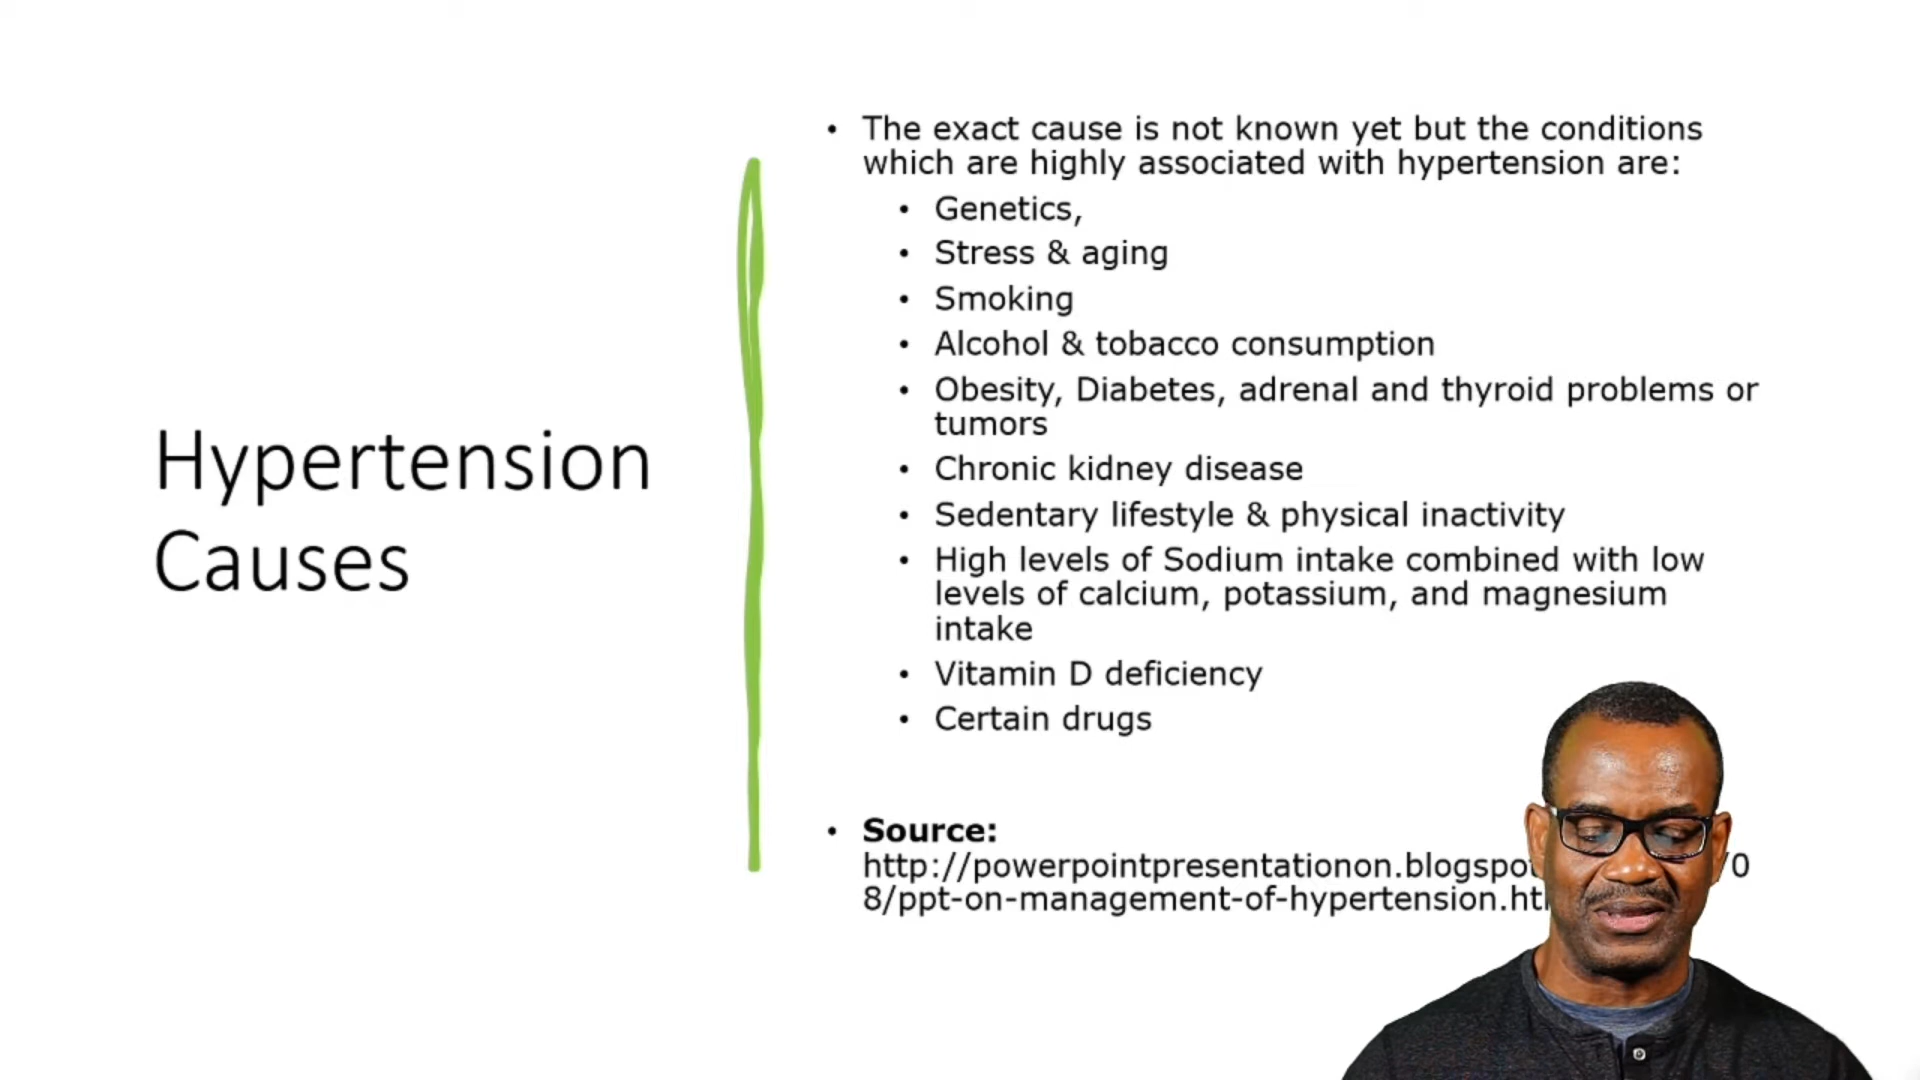 Hypertension
Causes
• The exact cause is not known yet but the conditions
which are highly associated with hypertension are:
• Genetics,
• Stress & aging
• Smoking
• Alcohol & tobacco consumption
• Obesity, Diabetes, adrenal and thyroid problems or
tumors
• Chronic kidney disease
• Sedentary lifestyle & physical inactivity
• High levels of Sodium intake combined with low
levels of calcium, potassium, and magnesium
intake
• Vitamin D deficiency
• Certain drugs
• Source:
http://powerpointpresentationon.blogspo /0
8/ppt-on-management-of-hypertension.ht